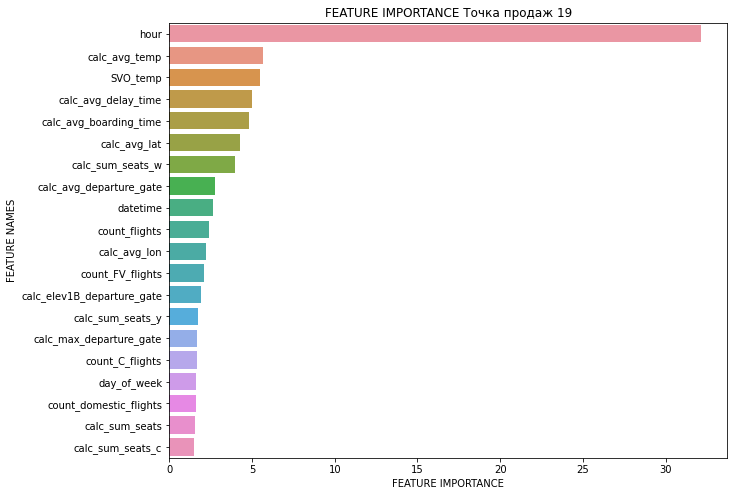 FEATURE IMPORTANCE Точка продаж 19
FEATURE NAMES
hour
calc_avg_temp
SVO_temp
calc_avg_delay_time
calc_avg_boarding_time
calc_avg_lat
calc_sum_seats_w
calc_avg_departure_gate
datetime
count_flights
calc_avg_lon
count_FV_flights
calc_elev1B_departure_gate
calc_sum_seats_y
calc_max_departure_gate
count_C_flights
day_of_week
count_domestic_flights
calc_sum_seats
calc_sum_seats_c
0 5 10 15 20 25 30
FEATURE IMPORTANCE